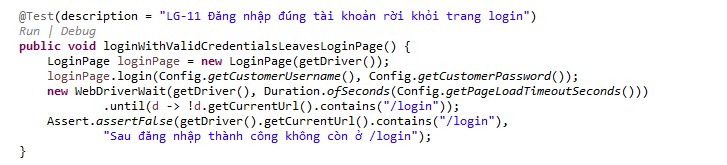 @Test(description = "LG-11 Đăng nhập đúng tài khoản rời khỏi trang login")
Run | Debug
public void loginWithValidCredentialsLeavesLoginPage() {
LoginPage loginPage = new LoginPage(getDriver());
loginPage.login(Config.getCustomerUsername(), Config.getCustomerPassword());
new WebDriverWait(getDriver(), Duration.ofSeconds(Config.getPageLoadTimeoutSeconds()))
.until(d -> !d.getCurrentUrl().contains("/login"));
Assert.assertFalse(getDriver().getCurrentUrl().contains("/login"),
"Sau đăng nhập thành công không còn ở /login");
}